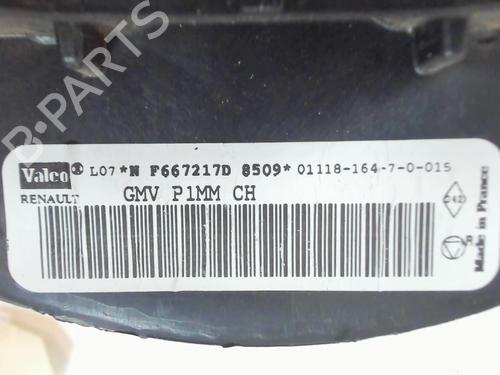 B-PARTS
Valeo® L07 *N F667217D 8509* 01118-164-7-0-015
RENAULT GMV P1MM CH
Made in France
R